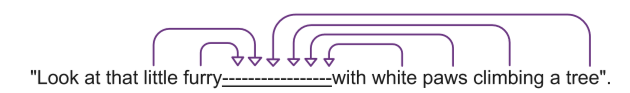 "Look at that little furry-----------------with white paws climbing a tree".